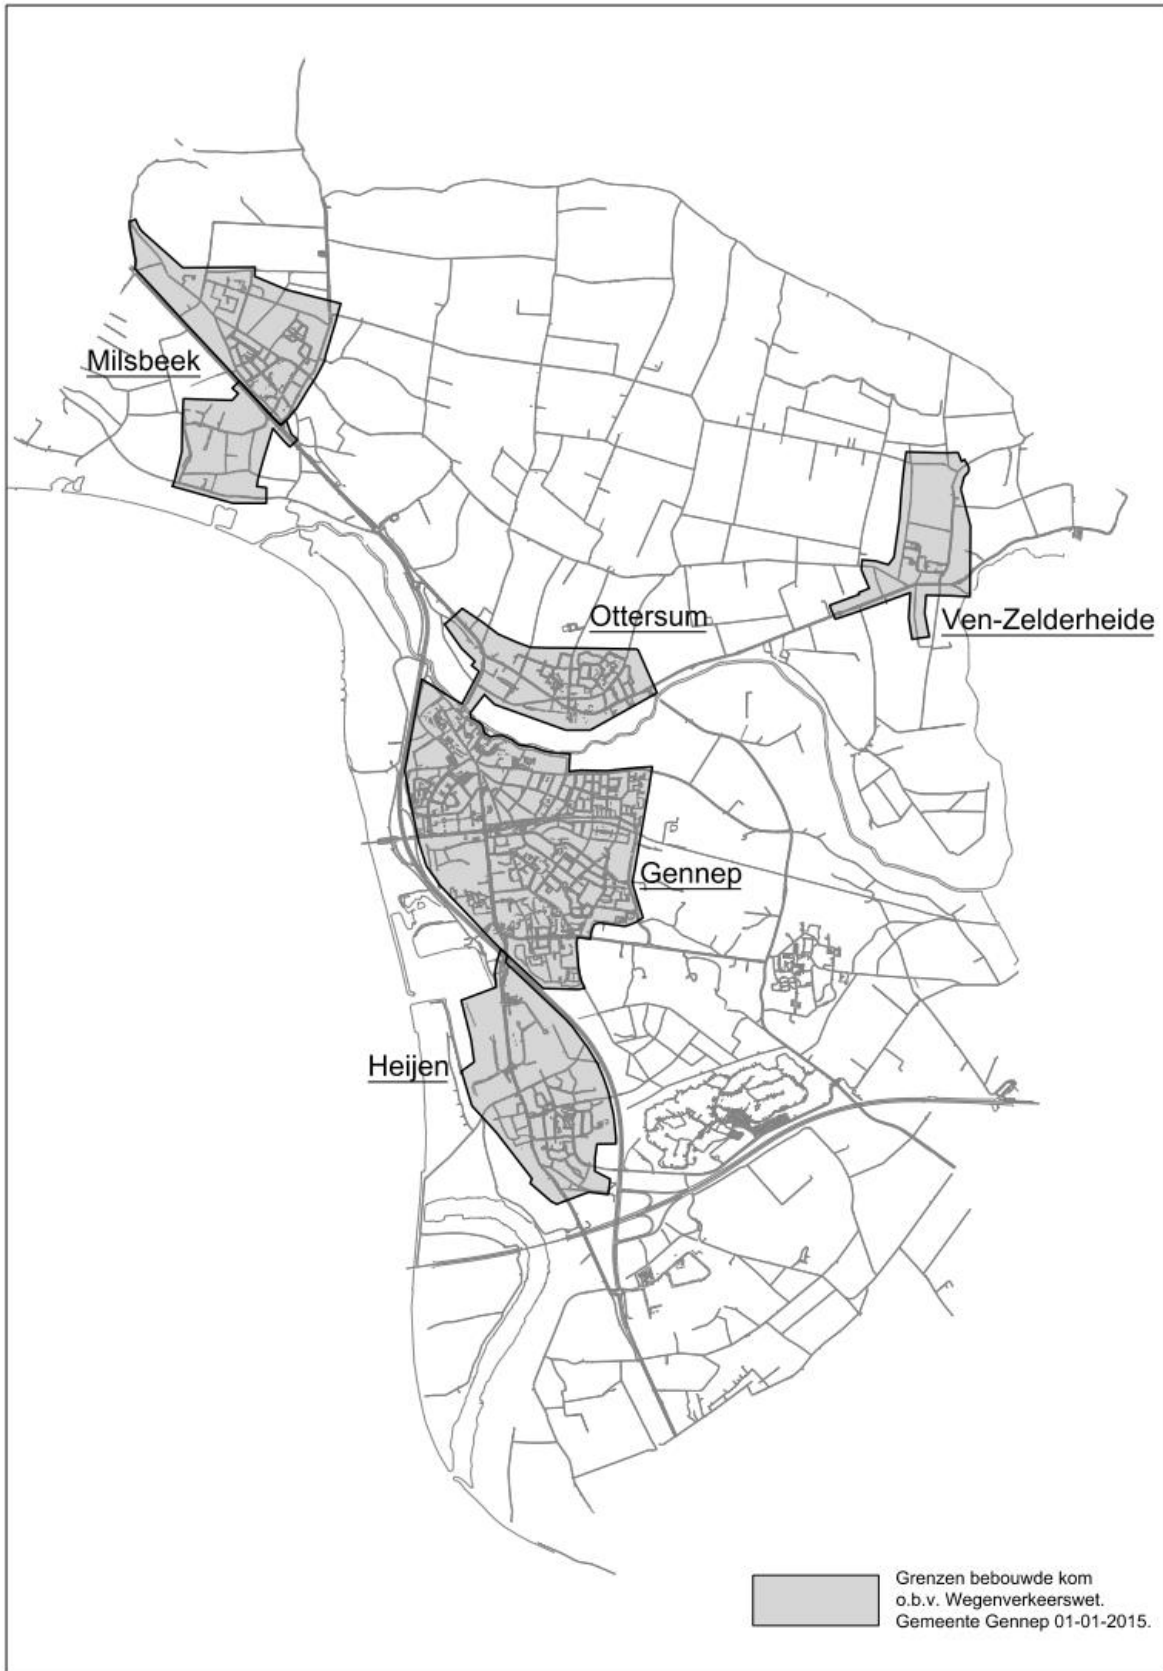 Milsbeek
Ottersum
Ven-Zelderheide
Gennep
Heijen
Grenzen bebouwde kom
o.b.v. Wegenverkeerswet.
Gemeente Gennep 01-01-2015.